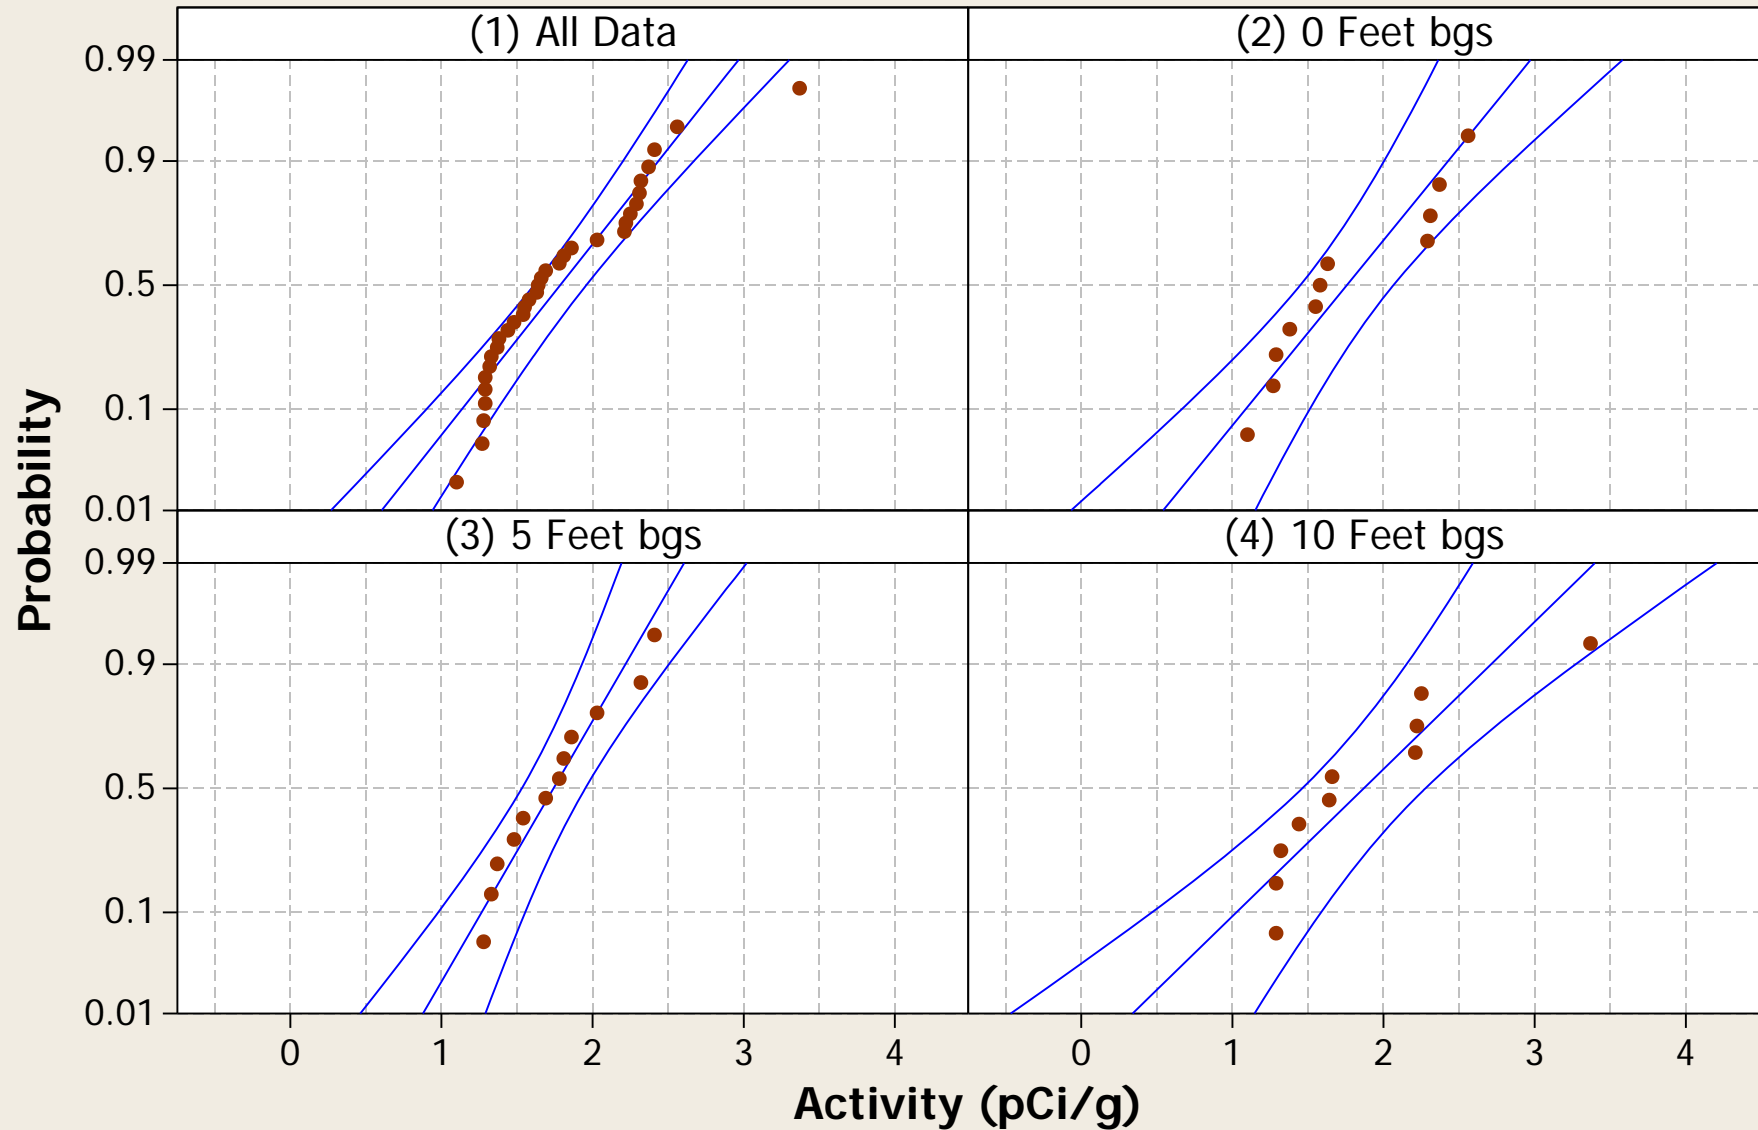 (1) All Data
(2) 0 Feet bgs
0.99
0.9
0.5
0.1
0.01
(3) 5 Feet bgs
(4) 10 Feet bgs
0.99
0.9
0.5
0.1
0.01
Probability
0 1 2 3 4
0 1 2 3 4
Activity (pCi/g)